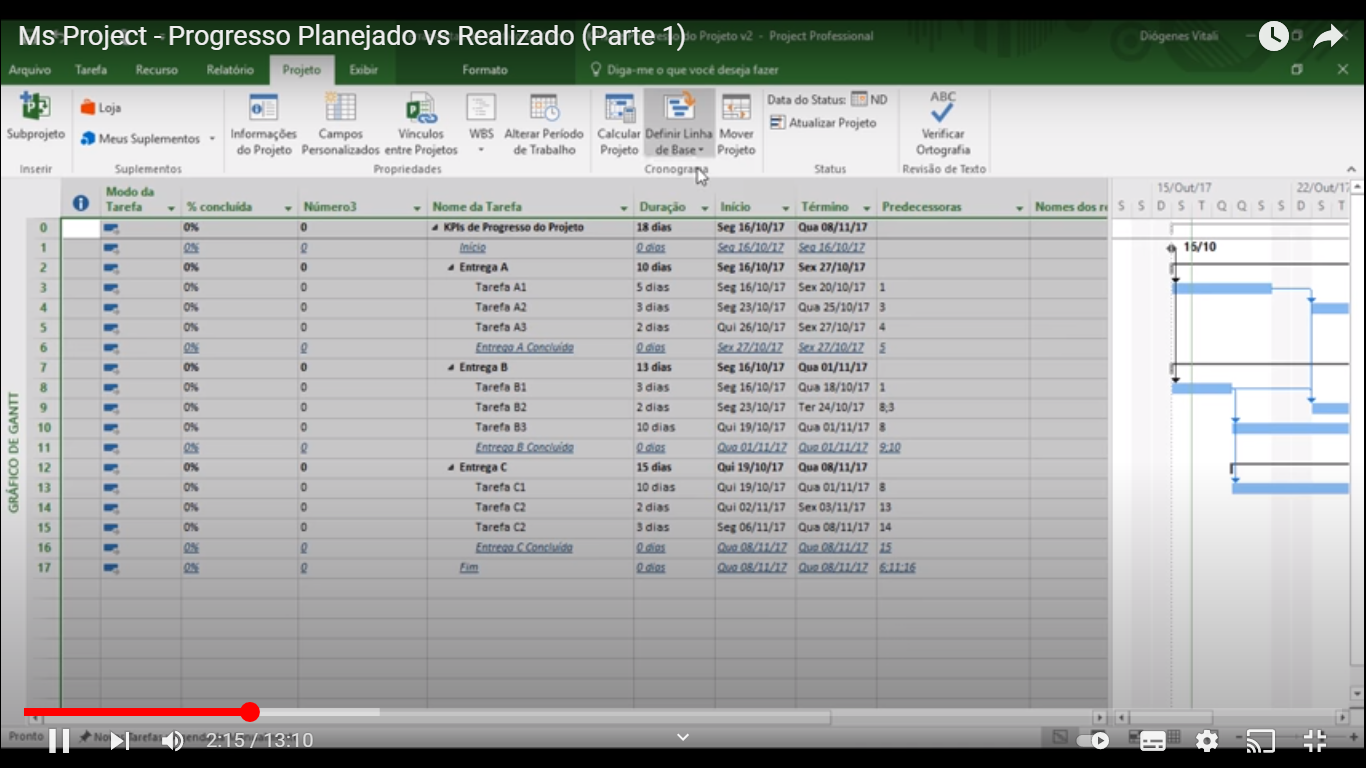 Ms Project - Progresso Planejado vs Realizado (Parte 1)
do Projeto v2 - Project Professional
Diógenes Vitali
Arquivo Tarefa Recurso Relatório Projeto Exibir Formato Diga-me o que você deseja fazer
Subprojeto
Loja
Meus Suplementos
Informações do Projeto
Campos Personalizados
Vínculos entre Projetos
WBS
Alterar Período de Trabalho
Calcular Projeto
Definir Linha de Base
Mover Projeto
Data do Status: ND
Atualizar Projeto
ABC
Verificar Ortografia
Inserir Suplementos Propriedades Cronograma Status Revisão de Texto
Modo da Tarefa % concluída Número3 Nome da Tarefa Duração Início Término Predecessoras Nomes dos re
15/Out/17 22/Out/17
S S D S T Q Q S S D S T
0 0% 0 KPIs de Progresso do Projeto 18 dias Seg 16/10/17 Qua 08/11/17
1 0% 0 Início 0 dias Seg 16/10/17 Seg 16/10/17
2 0% 0 Entrega A 10 dias Seg 16/10/17 Sex 27/10/17
3 0% 0 Tarefa A1 5 dias Seg 16/10/17 Sex 20/10/17 1
4 0% 0 Tarefa A2 3 dias Seg 23/10/17 Qua 25/10/17 3
5 0% 0 Tarefa A3 2 dias Qui 26/10/17 Sex 27/10/17 4
6 0% 0 Entrega A Concluída 0 dias Sex 27/10/17 Sex 27/10/17 5
7 0% 0 Entrega B 13 dias Seg 16/10/17 Qua 01/11/17
8 0% 0 Tarefa B1 3 dias Seg 16/10/17 Qua 18/10/17 1
9 0% 0 Tarefa B2 2 dias Seg 23/10/17 Ter 24/10/17 8;3
10 0% 0 Tarefa B3 10 dias Qui 19/10/17 Qua 01/11/17 8
11 0% 0 Entrega B Concluída 0 dias Qua 01/11/17 Qua 01/11/17 9;10
12 0% 0 Entrega C 15 dias Qui 19/10/17 Qua 08/11/17
13 0% 0 Tarefa C1 10 dias Qui 19/10/17 Qua 01/11/17 8
14 0% 0 Tarefa C2 2 dias Qui 02/11/17 Sex 03/11/17 13
15 0% 0 Tarefa C2 3 dias Seg 06/11/17 Qua 08/11/17 14
16 0% 0 Entrega C Concluída 0 dias Qua 08/11/17 Qua 08/11/17 15
17 0% 0 Fim 0 dias Qua 08/11/17 Qua 08/11/17 6;11;16
15/10
GRÁFICO DE GANTT
Pronto
2:15 / 13:10